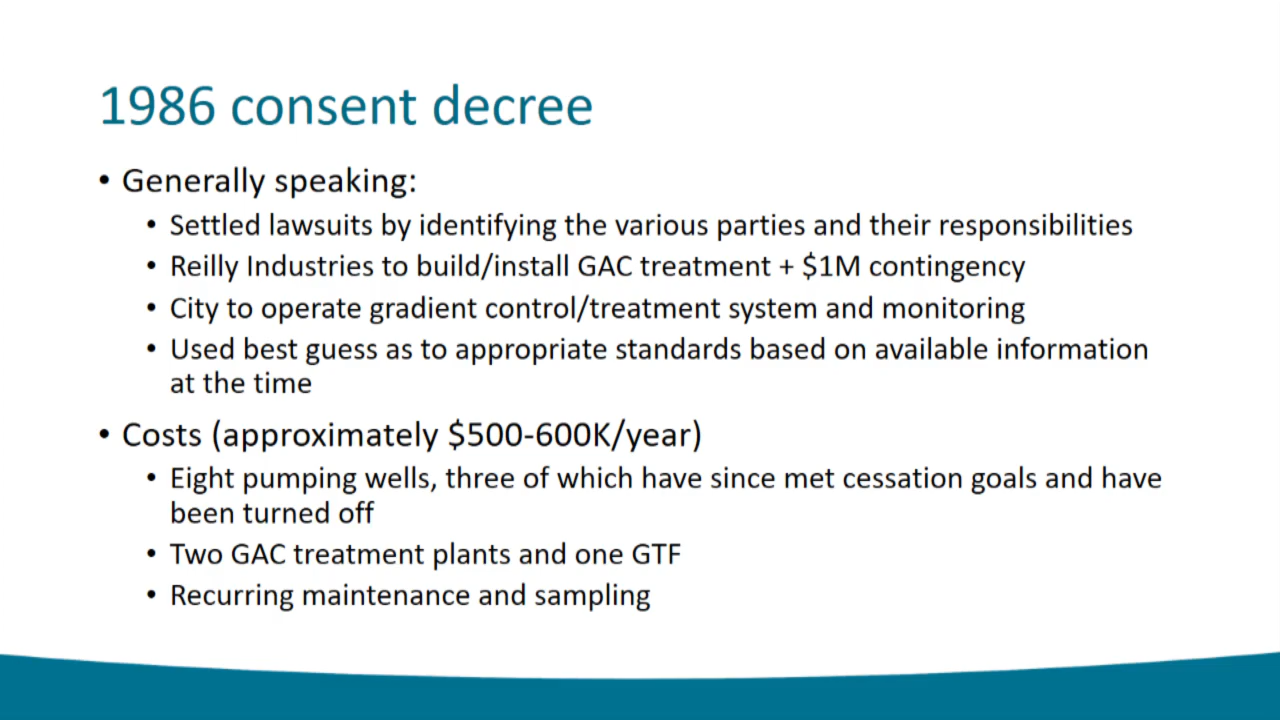 1986 consent decree
• Generally speaking:
• Settled lawsuits by identifying the various parties and their responsibilities
• Reilly Industries to build/install GAC treatment + $1M contingency
• City to operate gradient control/treatment system and monitoring
• Used best guess as to appropriate standards based on available information
at the time
• Costs (approximately $500-600K/year)
• Eight pumping wells, three of which have since met cessation goals and have
been turned off
• Two GAC treatment plants and one GTF
• Recurring maintenance and sampling